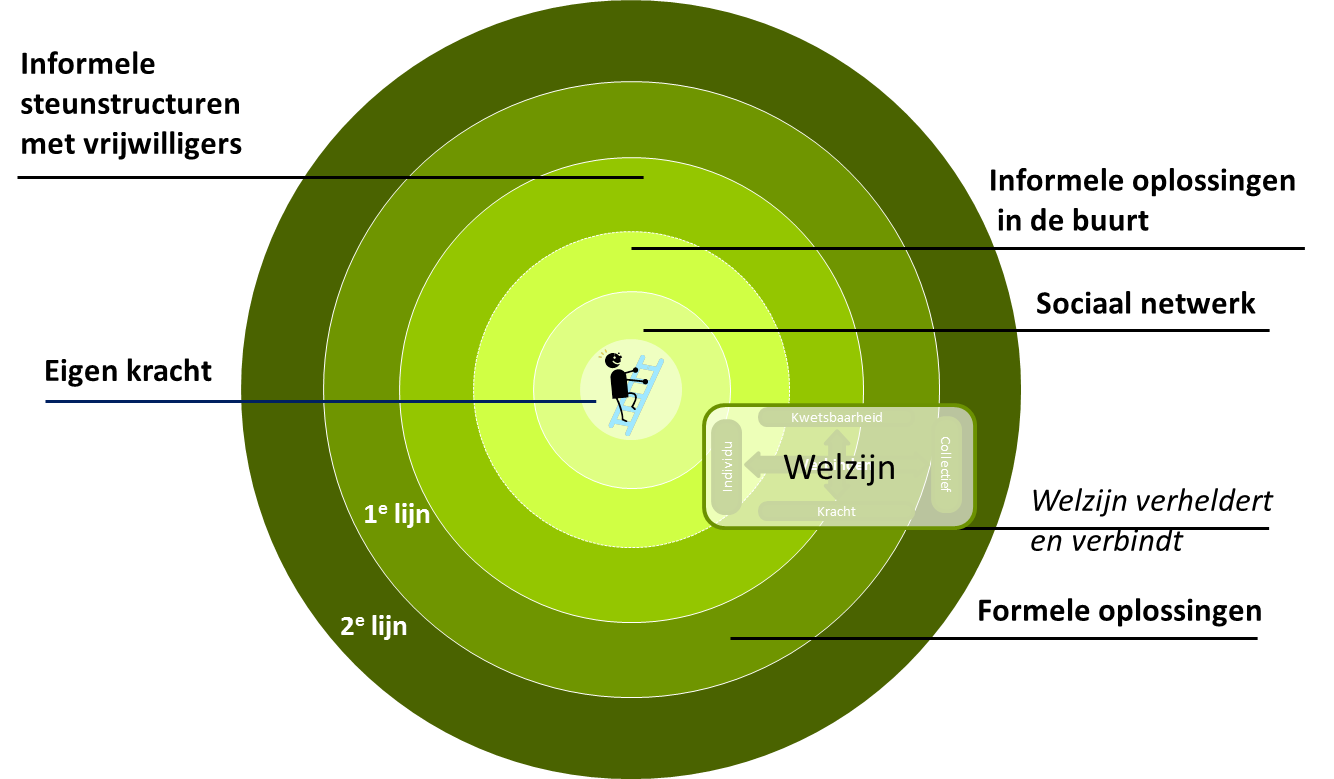 Informele
steunstructuren
met vrijwilligers
Informele oplossingen
in de buurt
Sociaal netwerk
Eigen kracht
Kwetsbaarheid
Individu
Welzijn
Collectief
Kracht
1e lijn
Welzijn verheldert
en verbindt
2e lijn
Formele oplossingen